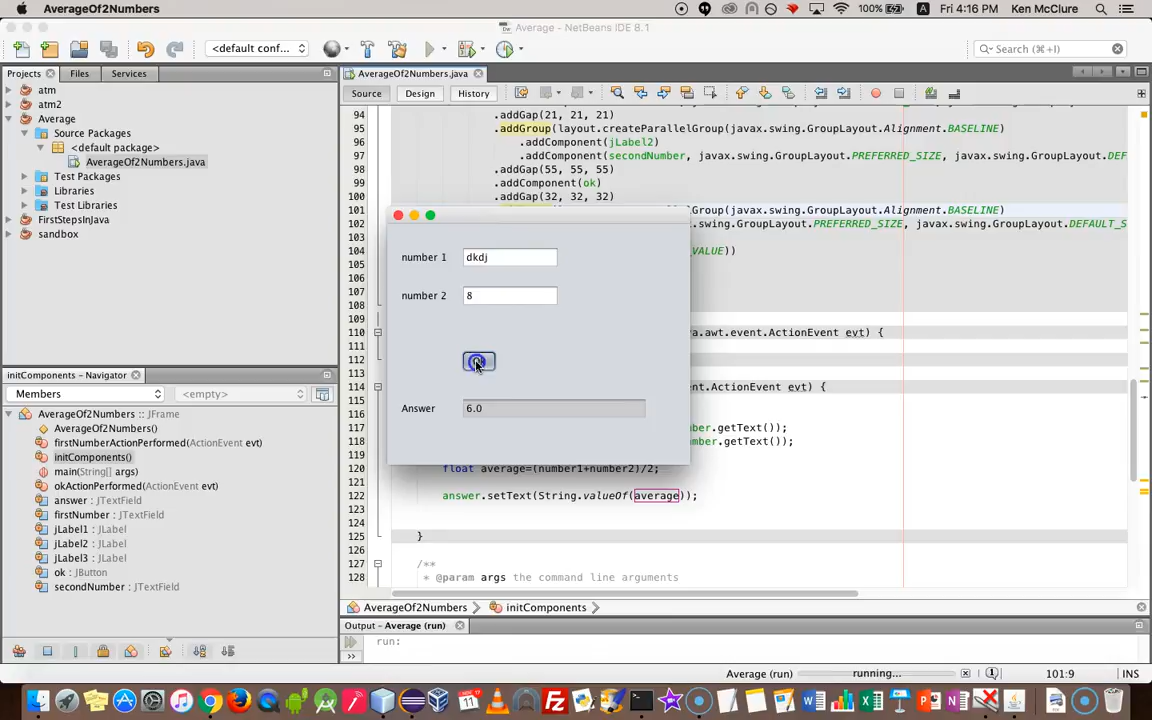 AverageOf2Numbers
100%
A
Fri 4:16 PM
Ken McClure
Average - NetBeans IDE 8.1
<default conf...
Search (⌘+I)
Projects
Files
Services
AverageOf2Numbers.java
Source
Design
History
atm
atm2
Average
Source Packages
<default package>
AverageOf2Numbers.java
Test Packages
Libraries
Test Libraries
FirstStepsInJava
sandbox
94 .addGap(21, 21, 21)
95 .addGroup(layout.createParallelGroup(javax.swing.GroupLayout.Alignment.BASELINE)
96 .addComponent(jLabel2)
97 .addComponent(secondNumber, javax.swing.GroupLayout.PREFERRED_SIZE, javax.swing.GroupLayout.DEF
98 .addGap(55, 55, 55)
99 .addComponent(ok)
100 .addGap(32, 32, 32)
101 Group(javax.swing.GroupLayout.Alignment.BASELINE)
102 .swing.GroupLayout.PREFERRED_SIZE, javax.swing.GroupLayout.DEFAULT_S
103
104 _VALUE))
105
106
107
108
109
110 a.awt.event.ActionEvent evt) {
111
112
113
114 nt.ActionEvent evt) {
115
116
117 mber.getText());
118 ber.getText());
119
120 float average=(number1+number2)/2;
121
122 answer.setText(String.valueOf(average));
123
124
125 }
126
127 /**
128 * @param args the command line arguments
number 1
dkdj
number 2
8
Answer
6.0
initComponents - Navigator
Members
<empty>
AverageOf2Numbers :: JFrame
AverageOf2Numbers()
firstNumberActionPerformed(ActionEvent evt)
initComponents()
main(String[] args)
okActionPerformed(ActionEvent evt)
answer : JTextField
firstNumber : JTextField
jLabel1 : JLabel
jLabel2 : JLabel
jLabel3 : JLabel
ok : JButton
secondNumber : JTextField
AverageOf2Numbers
initComponents
Output - Average (run)
run:
Average (run)
running...
101:9
INS